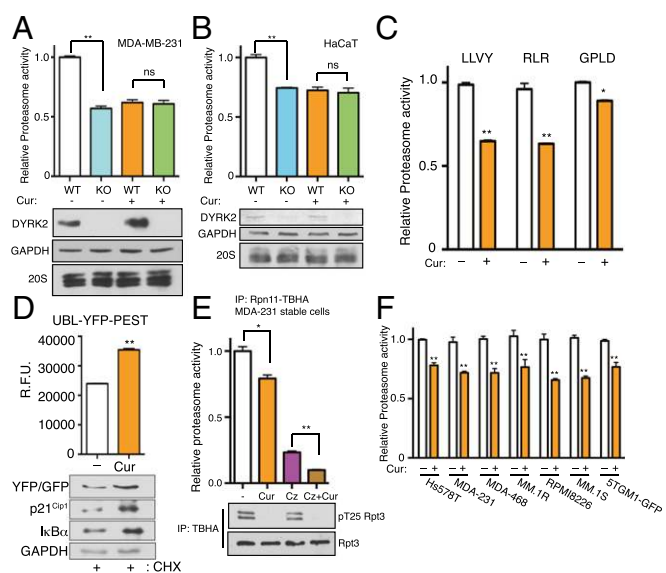 A
MDA-MB-231
Relative Proteasome activity
1.0
0.5
0
**
ns
WT KO WT KO
Cur: - - + +
DYRK2
GAPDH
20S
B
HaCaT
Relative Proteasome activity
1.0
0.5
0
**
ns
WT KO WT KO
Cur: - - + +
DYRK2
GAPDH
20S
C
LLVY RLR GPLD
Relative Proteasome activity
1.0
0.5
0
** ** *
Cur: – + – + – +
D
UBL-YFP-PEST
R.F.U.
40000
30000
20000
10000
0
**
– Cur
YFP/GFP
p21Cip1
IκBα
GAPDH
+ + : CHX
E
IP: Rpn11-TBHA
MDA-231 stable cells
Relative proteasome activity
1.0
0.5
0
*
**
- Cur Cz Cz+Cur
IP: TBHA
pT25 Rpt3
Rpt3
F
Relative Proteasome activity
1.0
0.5
0
** ** ** ** ** ** **
Cur: – + – + – + – + – + – + – +
Hs578T MDA-231 MDA-468 MM.1R RPMI8226 MM.1S 5TGM1-GFP